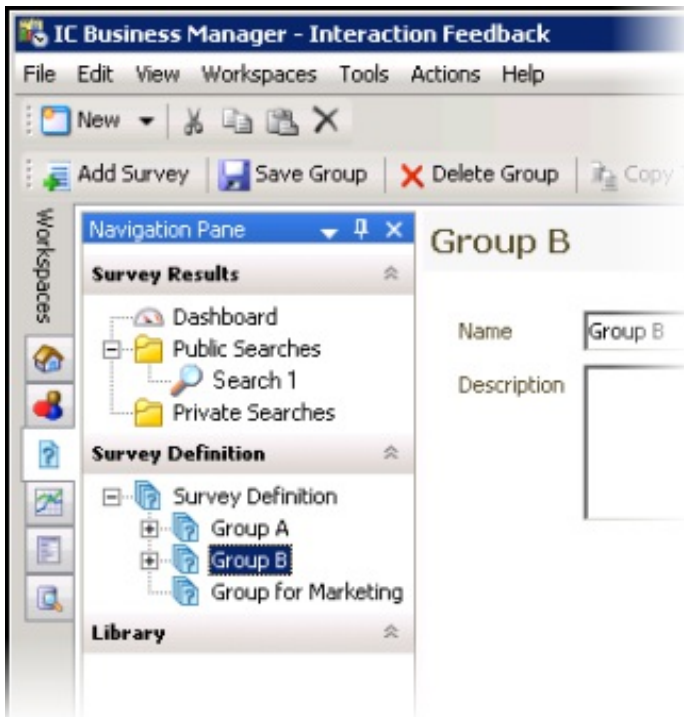 IC Business Manager - Interaction Feedback
File Edit View Workspaces Tools Actions Help
New
Add Survey Save Group Delete Group Copy
Workspaces
Navigation Pane
Group B
Survey Results
Dashboard
Public Searches
Search 1
Private Searches
Name Group B
Description
Survey Definition
Survey Definition
Group A
Group B
Group for Marketing
Library